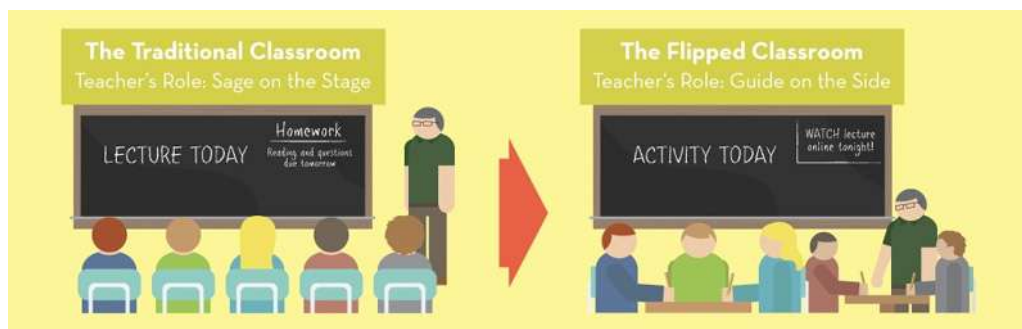 The Traditional Classroom
Teacher's Role: Sage on the Stage
LECTURE TODAY
Homework
Reading and questions
due tomorrow
The Flipped Classroom
Teacher's Role: Guide on the Side
ACTIVITY TODAY
WATCH lecture
online tonight!